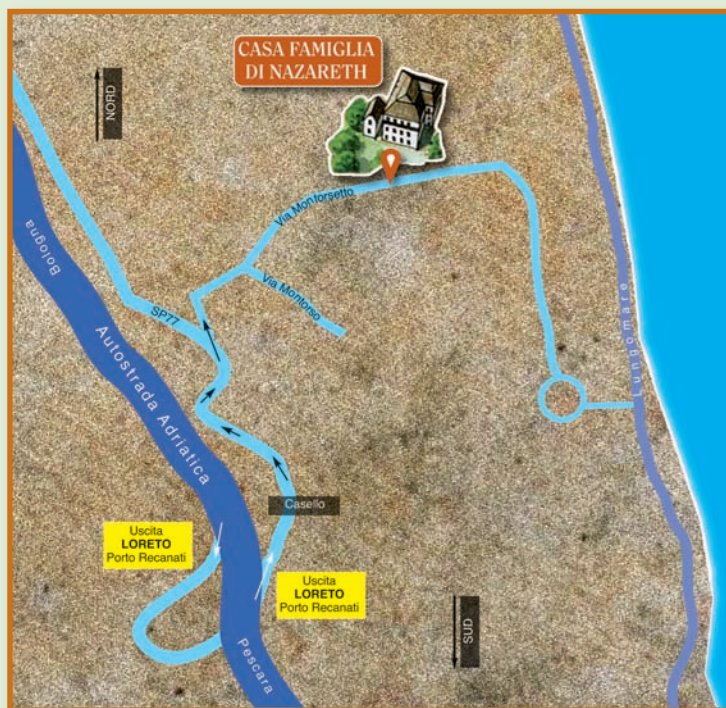 CASA FAMIGLIA
DI NAZARETH
NORD
Via Montorsetto
Bologna
Via Montorso
SP77
Lungomare
Autostrada Adriatica
Casello
Uscita
LORETO
Porto Recanati
Uscita
LORETO
Porto Recanati
SUD
Pescara